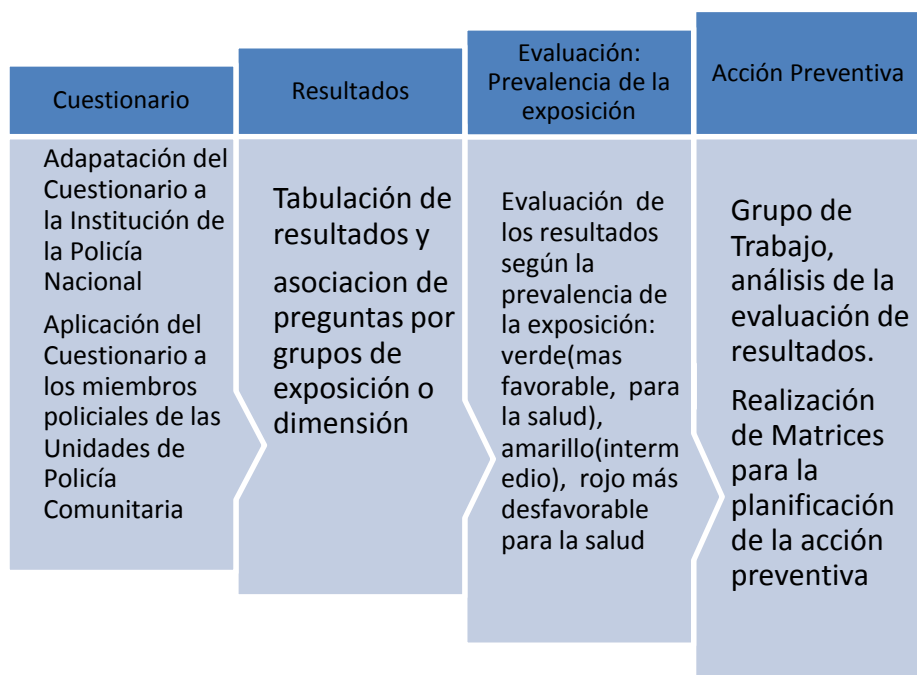 Cuestionario
Adapatación del
Cuestionario a
la Institución de
la Policía
Nacional
Aplicación del
Cuestionario a
los miembros
policiales de las
Unidades de
Policía
Comunitaria
Resultados
Tabulación de
resultados y
asociacion de
preguntas por
grupos de
exposición o
dimensión
Evaluación:
Prevalencia de la
exposición
Evaluación de
los resultados
según la
prevalencia de
la exposición:
verde(mas
favorable, para
la salud),
amarillo(interm
edio), rojo más
desfavorable
para la salud
Acción Preventiva
Grupo de
Trabajo,
análisis de la
evaluación de
resultados.
Realización
de Matrices
para la
planificación
de la acción
preventiva